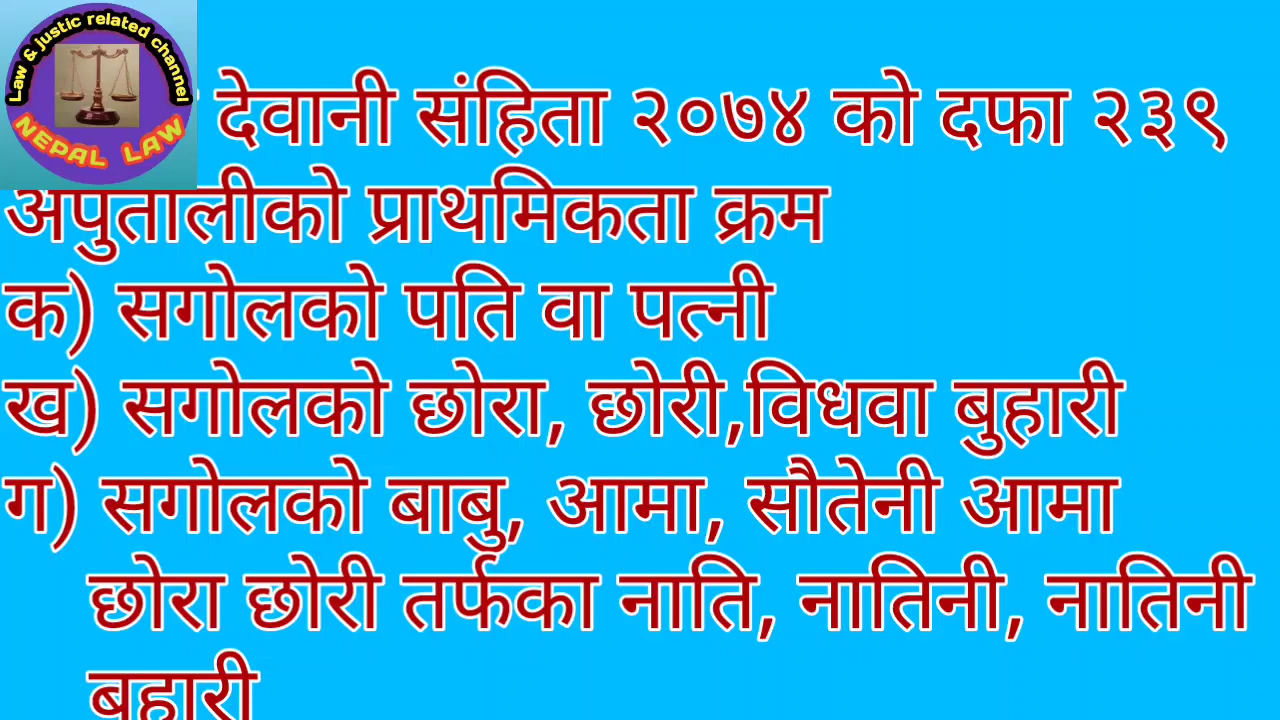 Law & justic related channel
NEPAL LAW
देवानी संहिता २०७४ को दफा २३९
अपुतालीको प्राथमिकता क्रम
क) सगोलको पति वा पत्नी
ख) सगोलको छोरा, छोरी,विधवा बुहारी
ग) सगोलको बाबु, आमा, सौतेनी आमा
छोरा छोरी तर्फका नाति, नातिनी, नातिनी